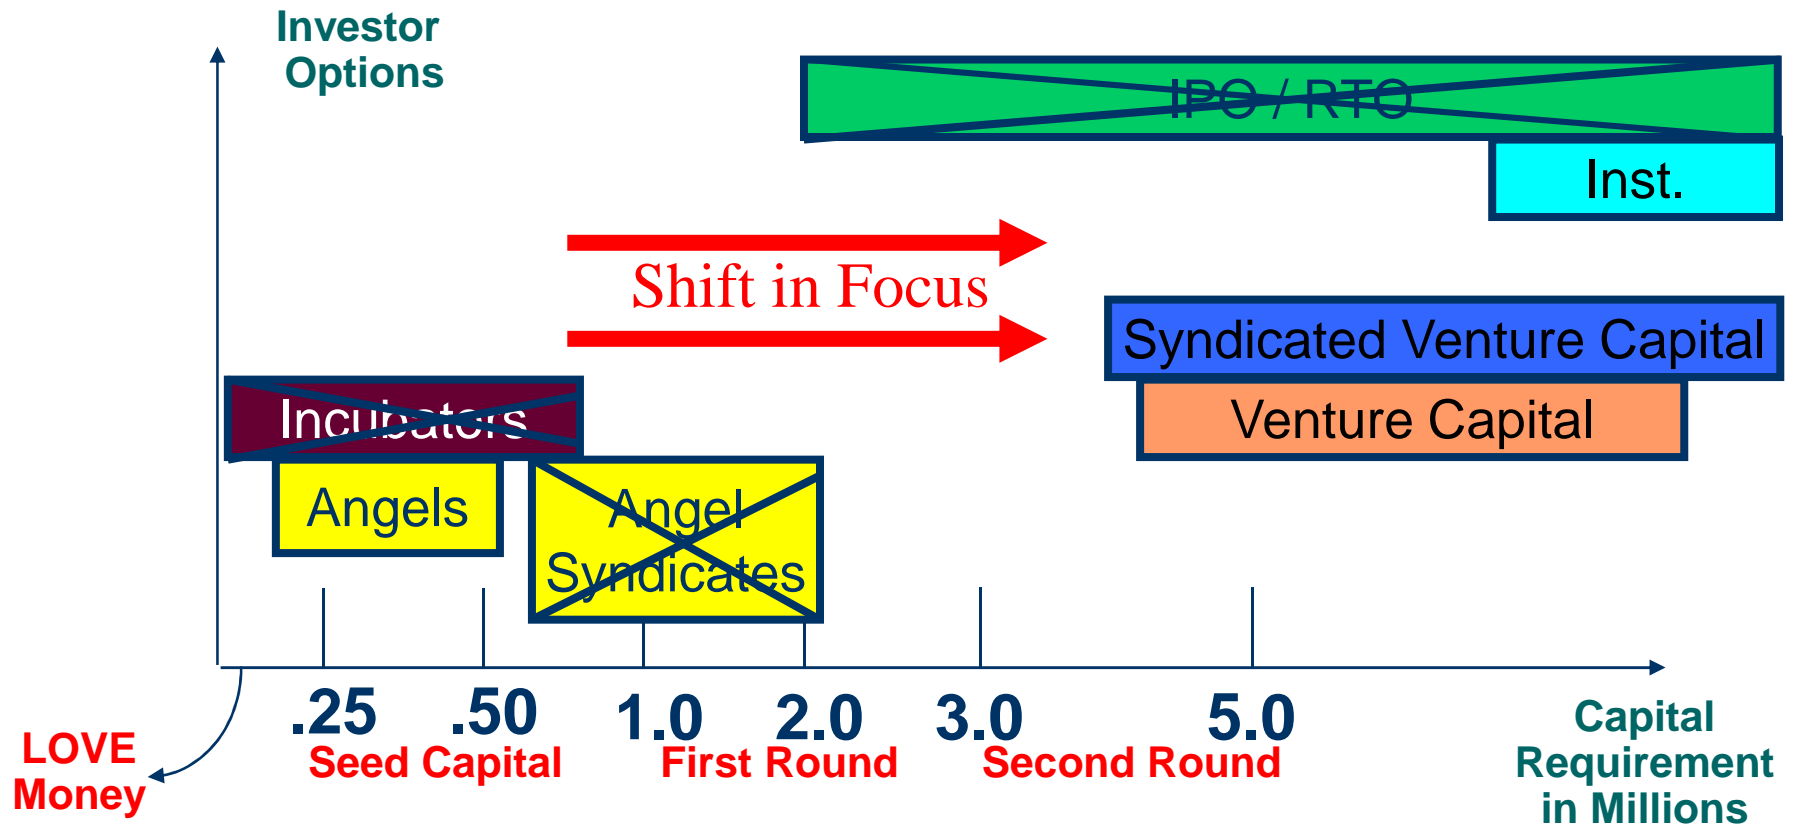 Investor
Options
IPO / RTO
Inst.
Shift in Focus
Syndicated Venture Capital
Incubators
Venture Capital
Angels
Angel
Syndicates
.25
.50
1.0
2.0
3.0
5.0
Seed Capital
First Round
Second Round
LOVE
Money
Capital
Requirement
in Millions